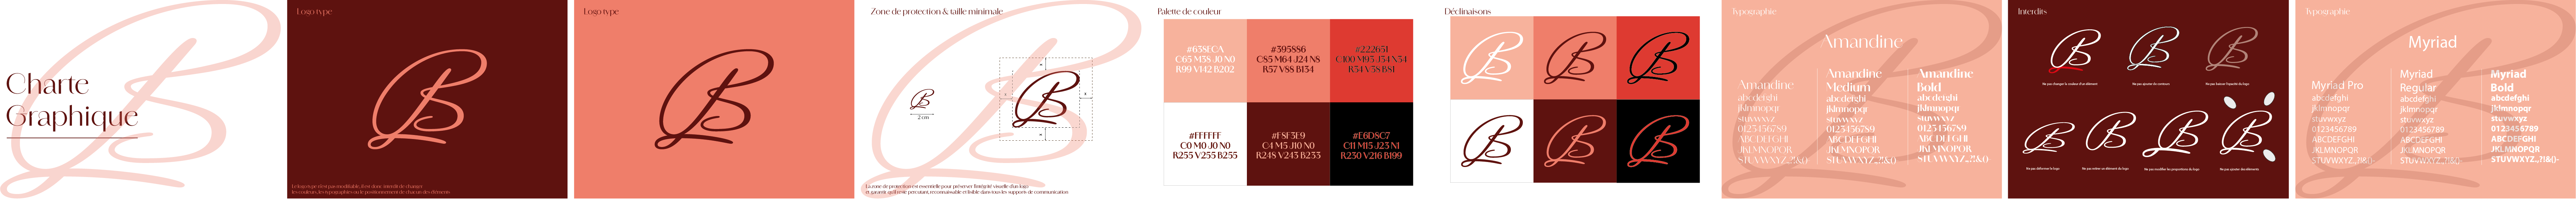 Charte
Graphique
Logotype
Le logotype n'est pas modifiable, il est donc interdit de changer
les couleurs, les typographies ou le positionnement de chacun des éléments
Logotype
Zone de protection & taille minimale
2 cm
La zone de protection est essentielle pour préserver l'intégrité visuelle d'un logo
et garantir qu'il reste percutant, reconnaissable et lisible dans tous les supports de communication
Palette de couleur
#638ECA
C65 M38 J0 N0
R99 V142 B202
#395886
C85 M64 J24 N8
R57 V88 B134
#222651
C100 M95 J34 N34
R34 V38 B81
#FFFFFF
C0 M0 J0 N0
R255 V255 B255
#F8F3E9
C4 M5 J10 N0
R248 V243 B233
#E6D8C7
C11 M15 J23 N1
R230 V216 B199
Déclinaisons
Typographie
Amandine
Amandine
abcdefghi
jklmnopqr
stuvwxyz
0123456789
ABCDEFGHI
JKLMNOPQR
STUVWXYZ.,?!&()
Amandine
Medium
abcdefghi
jklmnopqr
stuvwxyz
0123456789
ABCDEFGHI
JKLMNOPQR
STUVWXYZ.,?!&()
Amandine
Bold
abcdefghi
jklmnopqr
stuvwxyz
0123456789
ABCDEFGHI
JKLMNOPQR
STUVWXYZ.,?!&()
Interdits
Ne pas changer la couleur d'un élément
Ne pas ajouter de contours
Ne pas baisser l'opacité du logo
Ne pas déformer le logo
Ne pas retirer un élément du logo
Ne pas modifier les proportions du logo
Ne pas ajouter des éléments
Typographie
Myriad
Myriad Pro
abcdefghi
jklmnopqr
stuvwxyz
0123456789
ABCDEFGHI
JKLMNOPQR
STUVWXYZ.,?!&()-
Myriad
Regular
abcdefghi
jklmnopqr
stuvwxyz
0123456789
ABCDEFGHI
JKLMNOPQR
STUVWXYZ.,?!&()-
Myriad
Bold
abcdefghi
jklmnopqr
stuvwxyz
0123456789
ABCDEFGHI
JKLMNOPQR
STUVWXYZ.,?!&()-